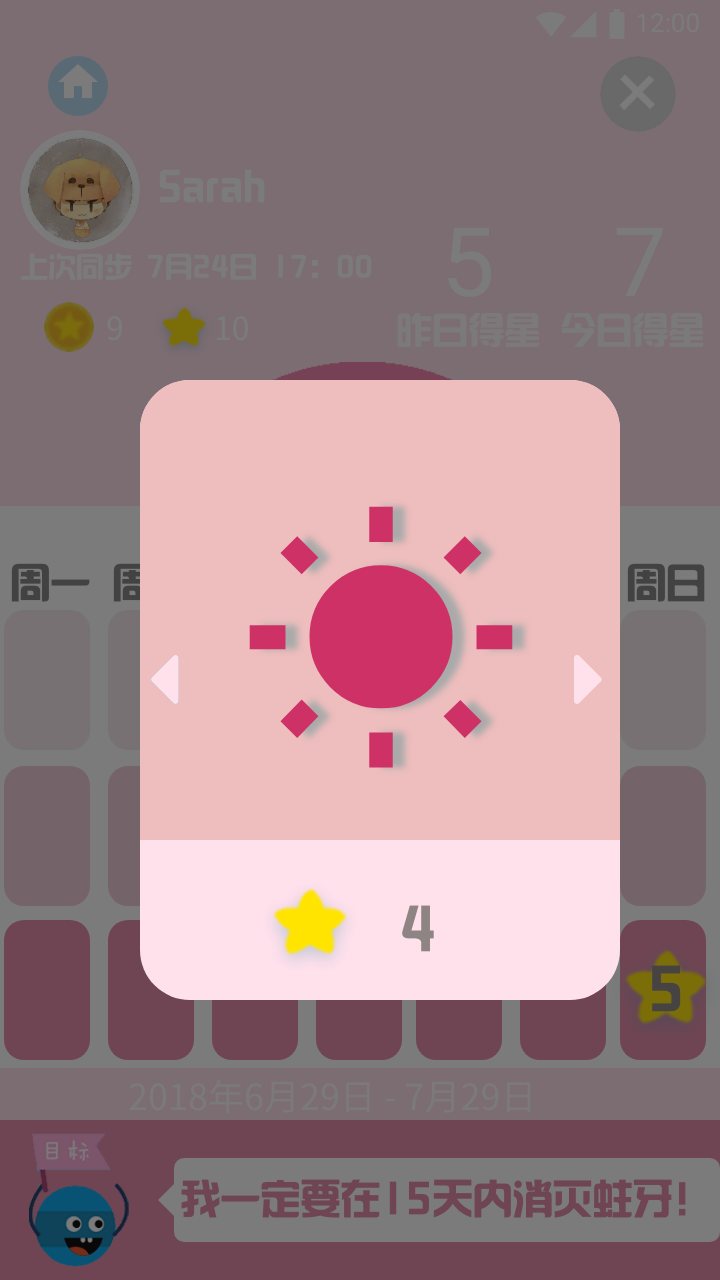 12:00
Sarah
上次同步 7月24日 17：00
5 7
9 10
昨日得星 今日得星
周一 周日
4
5
2018年6月29日 - 7月29日
目标
我一定要在15天内消灭蛀牙！